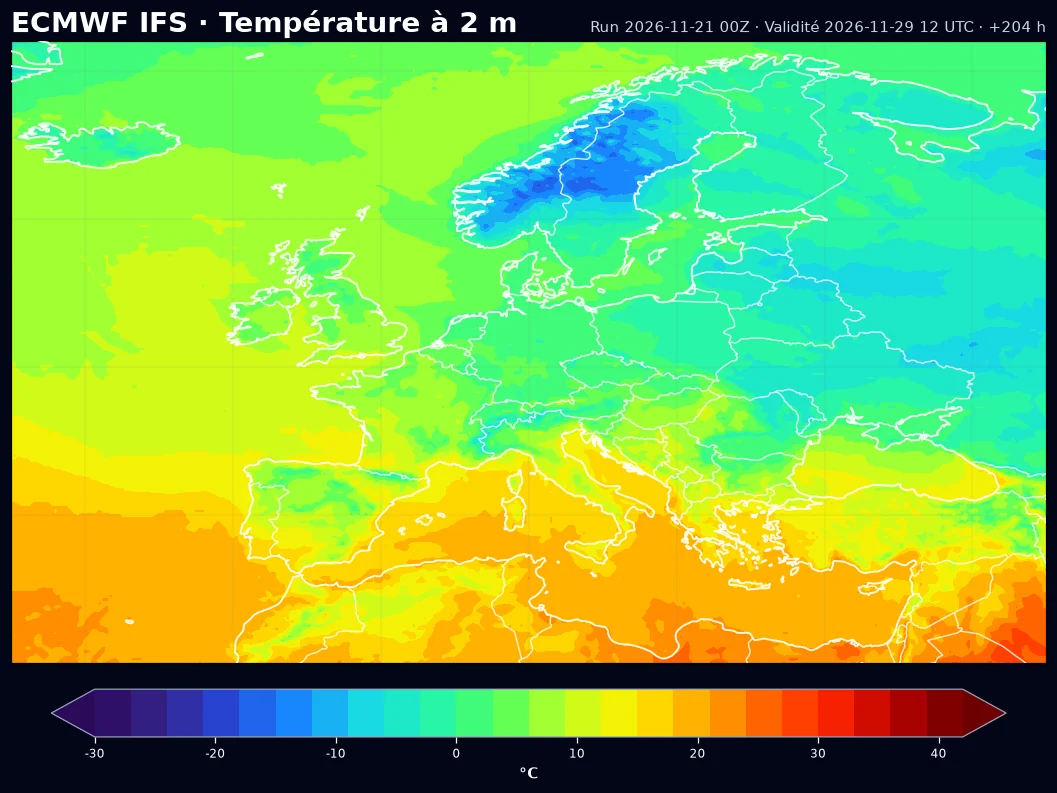 ECMWF IFS · Température à 2 m
Run 2026-11-21 00Z · Validité 2026-11-29 12 UTC · +204 h
-30 -20 -10 0 10 20 30 40
°C